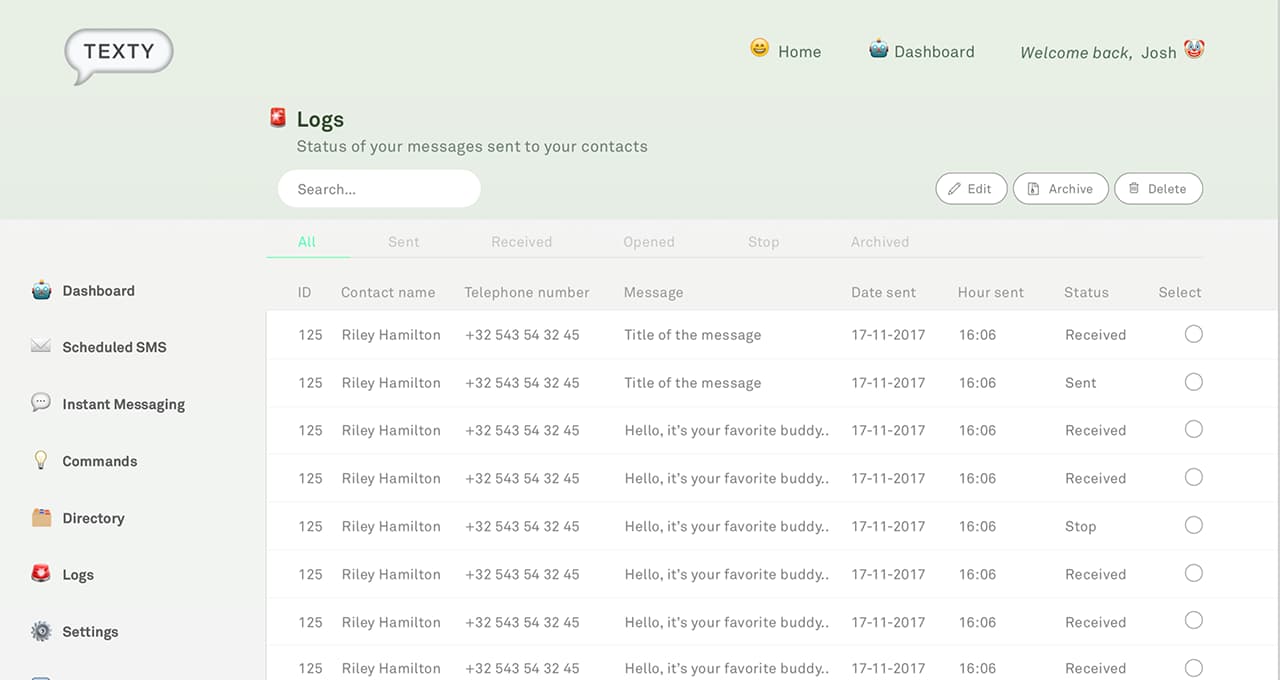 TEXTY
Home Dashboard Welcome back, Josh
Logs
Status of your messages sent to your contacts
Search... Edit Archive Delete
All Sent Received Opened Stop Archived
Dashboard
Scheduled SMS
Instant Messaging
Commands
Directory
Logs
Settings
ID Contact name Telephone number Message Date sent Hour sent Status Select
125 Riley Hamilton +32 543 54 32 45 Title of the message 17-11-2017 16:06 Received
125 Riley Hamilton +32 543 54 32 45 Title of the message 17-11-2017 16:06 Sent
125 Riley Hamilton +32 543 54 32 45 Hello, it's your favorite buddy.. 17-11-2017 16:06 Received
125 Riley Hamilton +32 543 54 32 45 Hello, it's your favorite buddy.. 17-11-2017 16:06 Received
125 Riley Hamilton +32 543 54 32 45 Hello, it's your favorite buddy.. 17-11-2017 16:06 Stop
125 Riley Hamilton +32 543 54 32 45 Hello, it's your favorite buddy.. 17-11-2017 16:06 Received
125 Riley Hamilton +32 543 54 32 45 Hello, it's your favorite buddy.. 17-11-2017 16:06 Received
125 Riley Hamilton +32 543 54 32 45 Hello, it's your favorite buddy.. 17-11-2017 16:06 Received